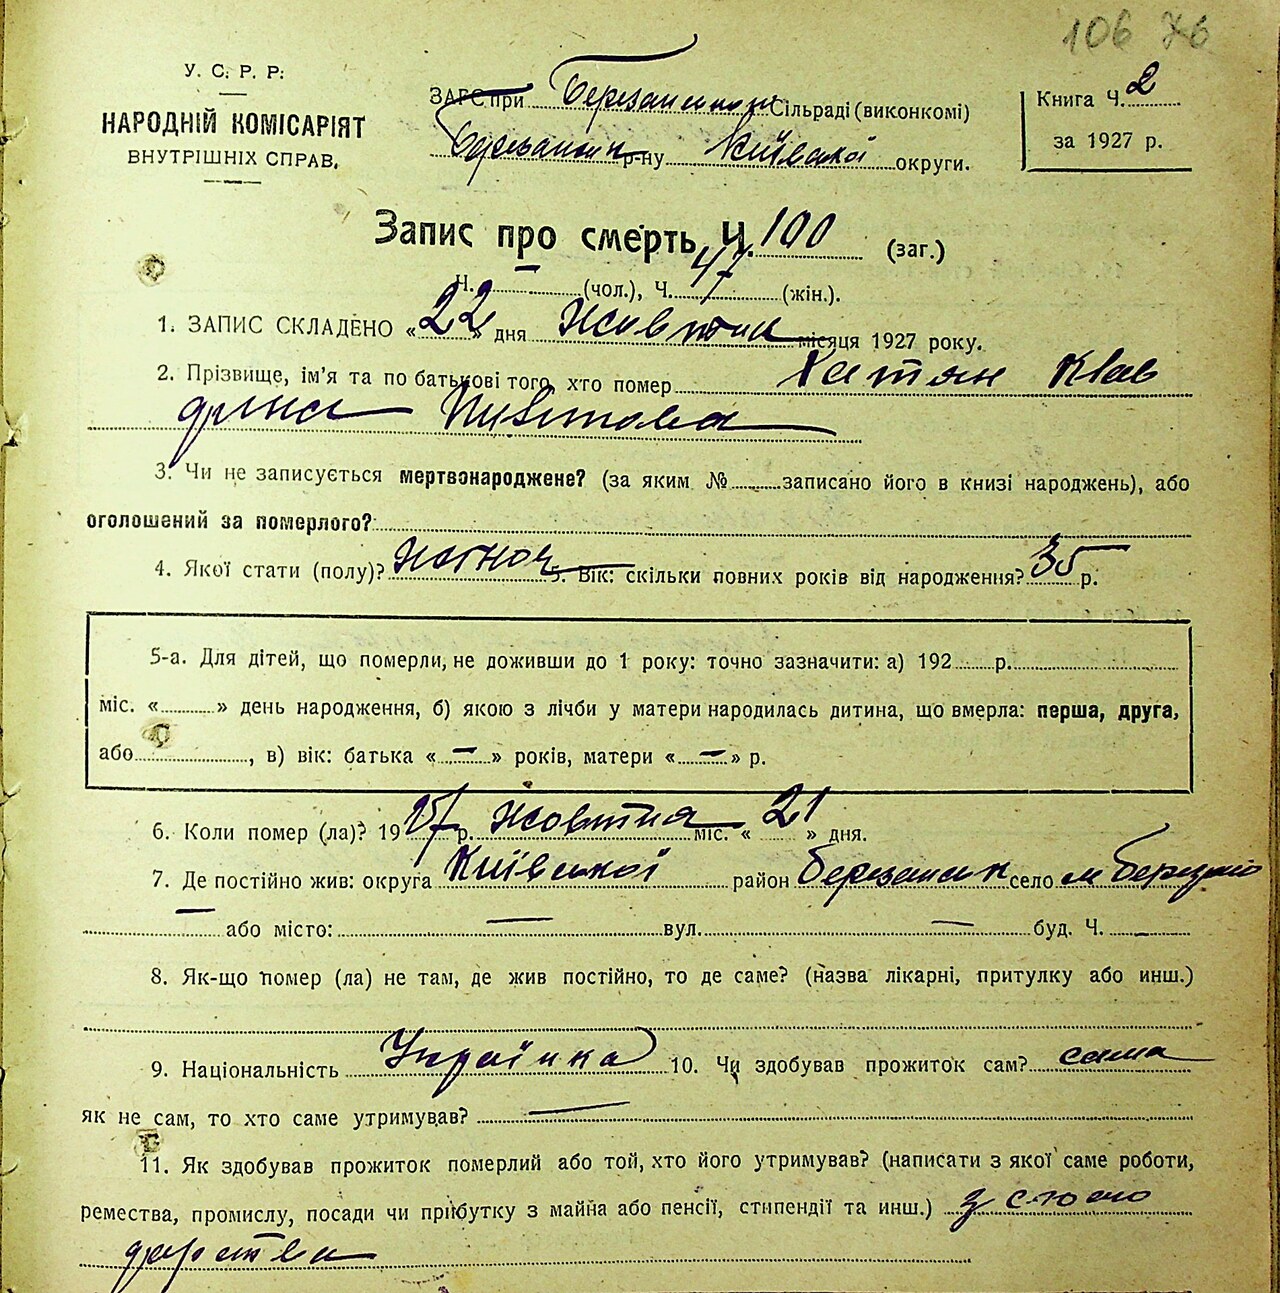 106 76
У. С. Р. Р.
НАРОДНІЙ КОМІСАРІЯТ
ВНУТРІШНІХ СПРАВ.
ЗАГС при Березанском Сільраді (виконкомі)
р-ну Київської округи.
Книга Ч. 2
за 1927 р.
Запис про смерть Ч. 100 (заг.)
Ч. — (чол.), Ч. 47 (жін.).
1. ЗАПИС СКЛАДЕНО «22» дня Жовтня місяця 1927 року.
2. Прізвище, ім'я та по батькові того, хто помер
3. Чи не записується мертвонароджене? (за яким № записано його в книзі народжень), або
оголошений за померлого?
4. Якої стати (полу)? 5. Вік: скільки повних років від народження? 35 р.
5-а. Для дітей, що померли, не доживши до 1 року: точно зазначити: а) 192 р.
міс. « » день народження, б) якою з лічби у матери народилась дитина, що вмерла: перша, друга,
або , в) вік: батька «—» років, матери «—» р.
6. Коли помер (ла)? 1927 р. Жовтня міс. «21» дня.
7. Де постійно жив: округа Київської район Березанськ село м Березань
— або місто: — вул. — буд. Ч. —
8. Як-що помер (ла) не там, де жив постійно, то де саме? (назва лікарні, притулку або инш.)
9. Національність Українка 10. Чи здобував прожиток сам? сама
як не сам, то хто саме утримував? —
11. Як здобував прожиток померлий або той, хто його утримував? (написати з якої саме роботи,
ремества, промислу, посади чи прибутку з майна або пенсії, стипендії та инш.) з свого